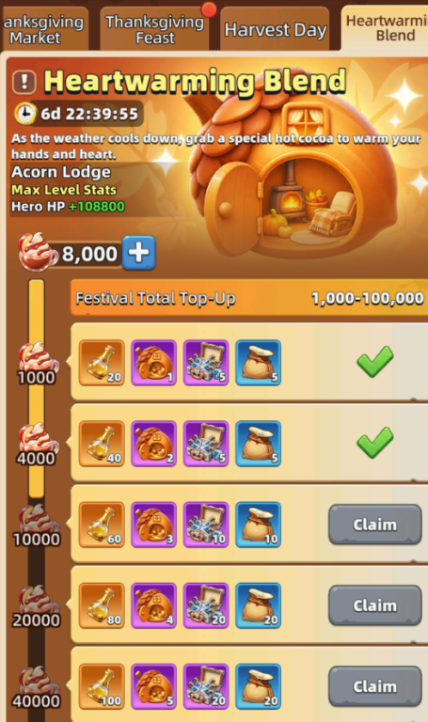 anksgiving
Market
Thanksgiving
Feast
Harvest Day
Heartwarmi
Blend
! Heartwarming Blend
6d 22:39:55
As the weather cools down, grab a special hot cocoa to warm your
hands and heart.
Acorn Lodge
Max Level Stats
Hero HP +108800
8,000 +
Festival Total Top-Up 1,000-100,000
1000 20 1 5 5
4000 40 2 5 5
10000 60 3 10 10 Claim
20000 80 4 20 20 Claim
40000 100 5 20 20 Claim